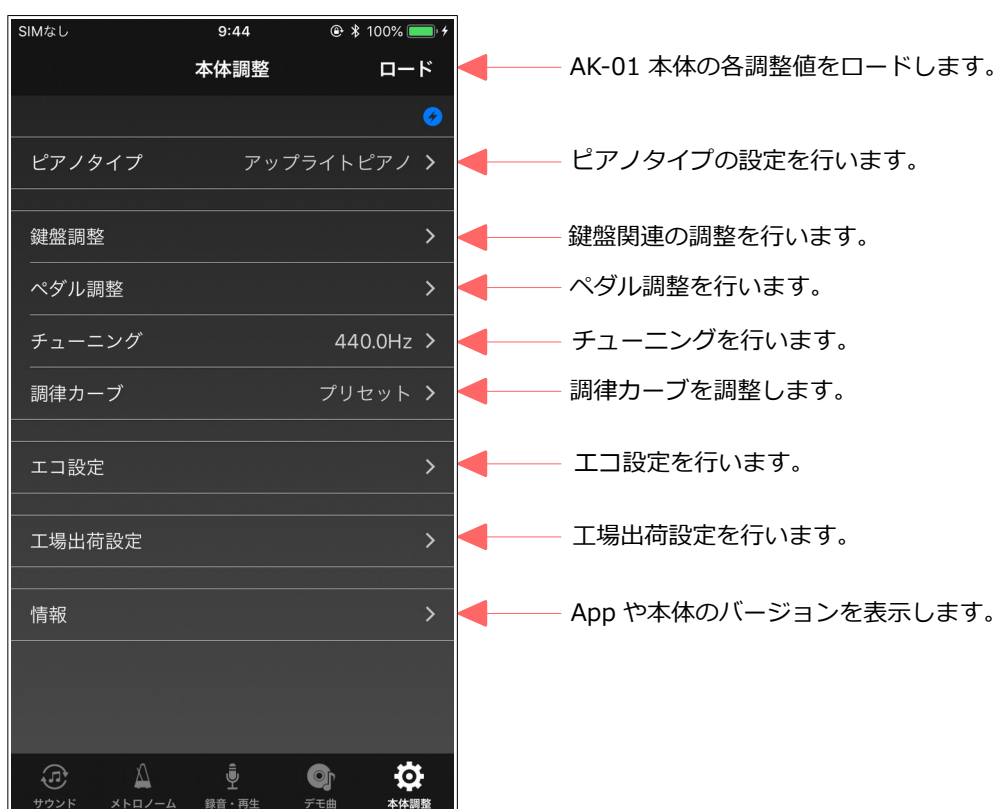 SIMなし 9:44 100%
本体調整 ロード
AK-01 本体の各調整値をロードします。
ピアノタイプ アップライトピアノ
ピアノタイプの設定を行います。
鍵盤調整
鍵盤関連の調整を行います。
ペダル調整
ペダル調整を行います。
チューニング 440.0Hz
チューニングを行います。
調律カーブ プリセット
調律カーブを調整します。
エコ設定
エコ設定を行います。
工場出荷設定
工場出荷設定を行います。
情報
App や本体のバージョンを表示します。
サウンド メトロノーム 録音・再生 デモ曲 本体調整